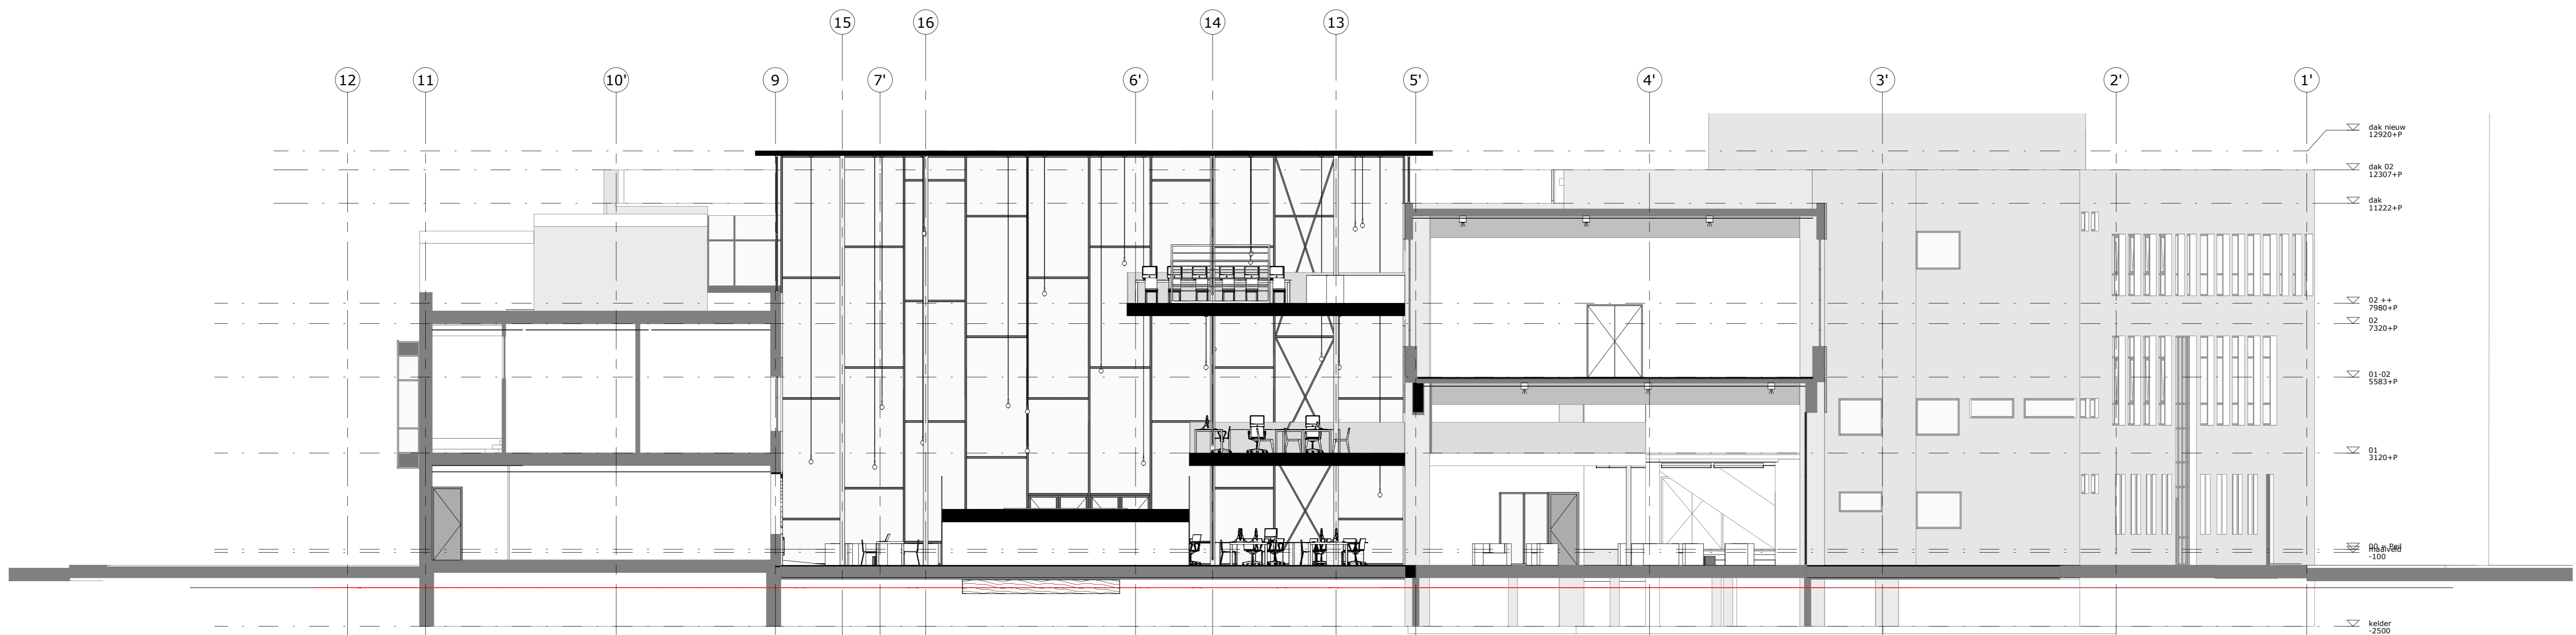 15 16 14 13
12 11 10' 9 7' 6' 5' 4' 3' 2' 1'
dak nieuw
12920+P
dak 02
12307+P
dak
11222+P
02 ++
7980+P
02
7320+P
01-02
5583+P
01
3120+P
00 = Peil
maaiveld
-100
kelder
-2500